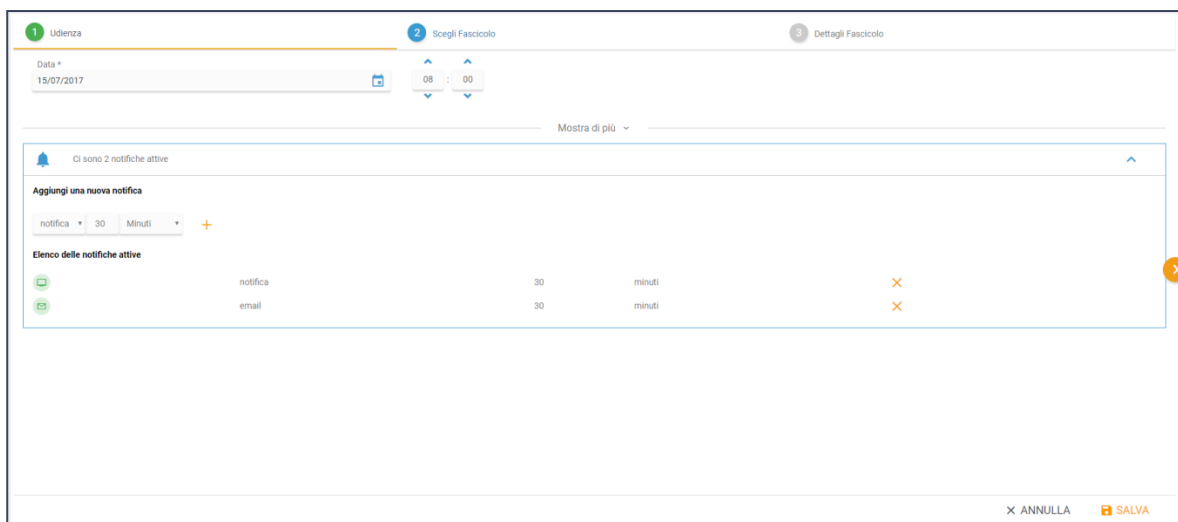 1 Udienza 2 Scegli Fascicolo 3 Dettagli Fascicolo
Data *
15/07/2017 08 : 00
Mostra di più
Ci sono 2 notifiche attive
Aggiungi una nuova notifica
notifica 30 Minuti +
Elenco delle notifiche attive
notifica 30 minuti
email 30 minuti
ANNULLA SALVA